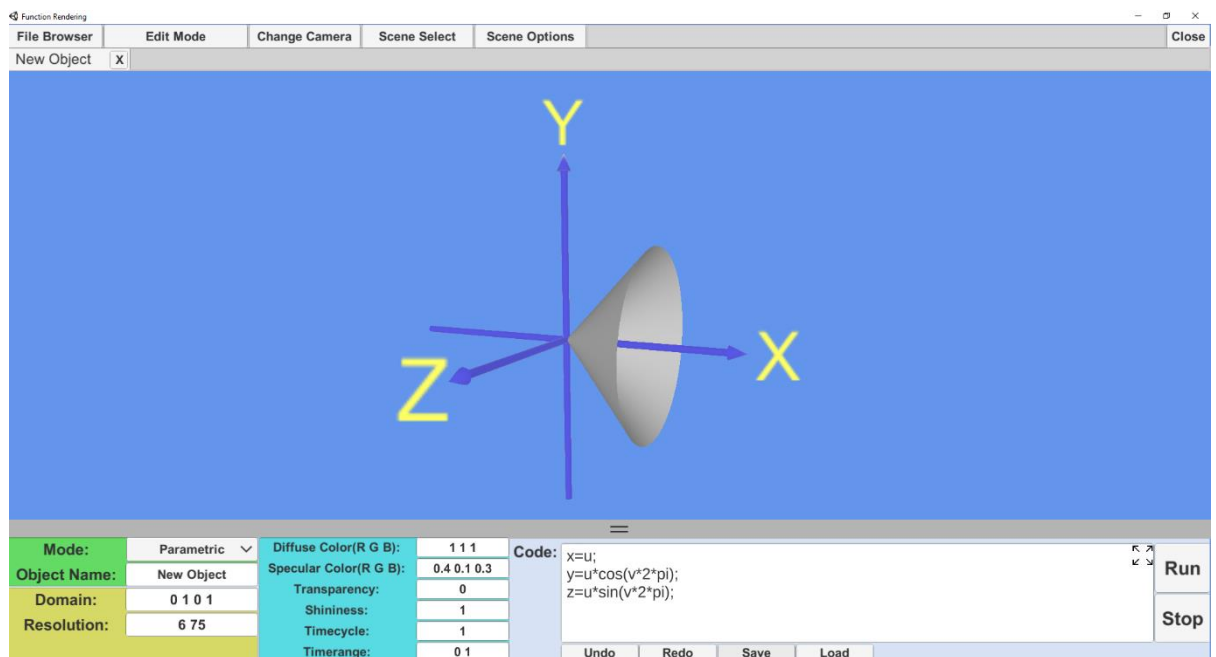 Function Rendering
File Browser Edit Mode Change Camera Scene Select Scene Options Close
New Object X
Y
X
Z
Mode: Parametric
Object Name: New Object
Domain: 0 1 0 1
Resolution: 6 75
Diffuse Color(R G B): 1 1 1
Specular Color(R G B): 0.4 0.1 0.3
Transparency: 0
Shininess: 1
Timecycle: 1
Timerange: 0 1
Code:
x=u;
y=u*cos(v*2*pi);
z=u*sin(v*2*pi);
Run
Stop
Undo Redo Save Load